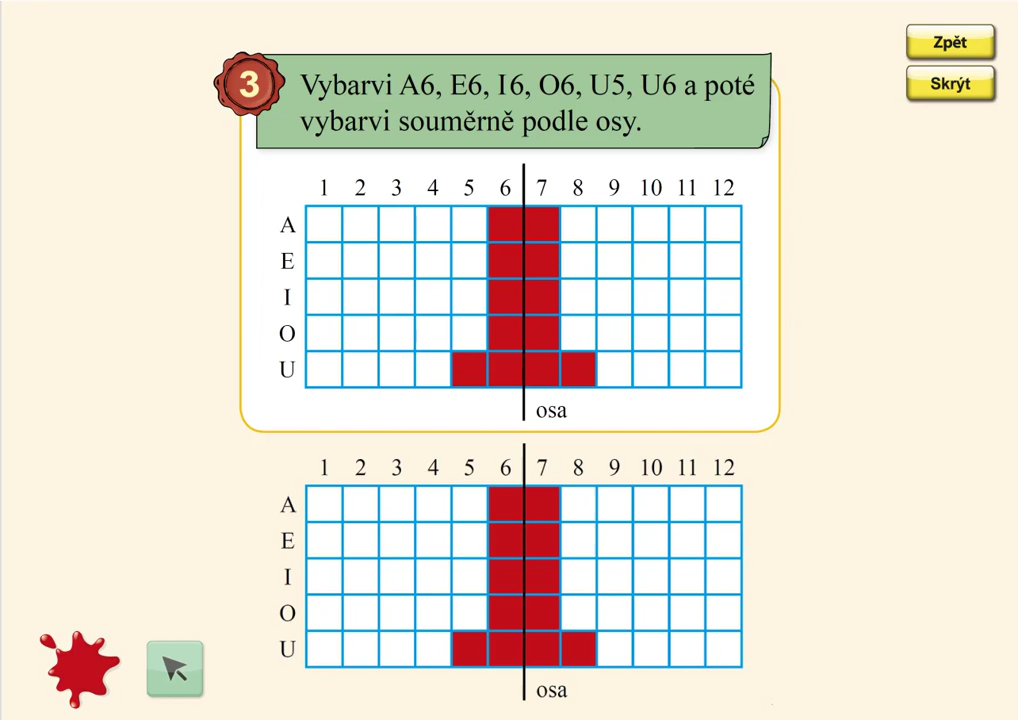 Zpět
Skrýt
3
Vybarvi A6, E6, I6, O6, U5, U6 a poté
vybarvi souměrně podle osy.
1 2 3 4 5 6 7 8 9 10 11 12
A
E
I
O
U
osa
1 2 3 4 5 6 7 8 9 10 11 12
A
E
I
O
U
osa